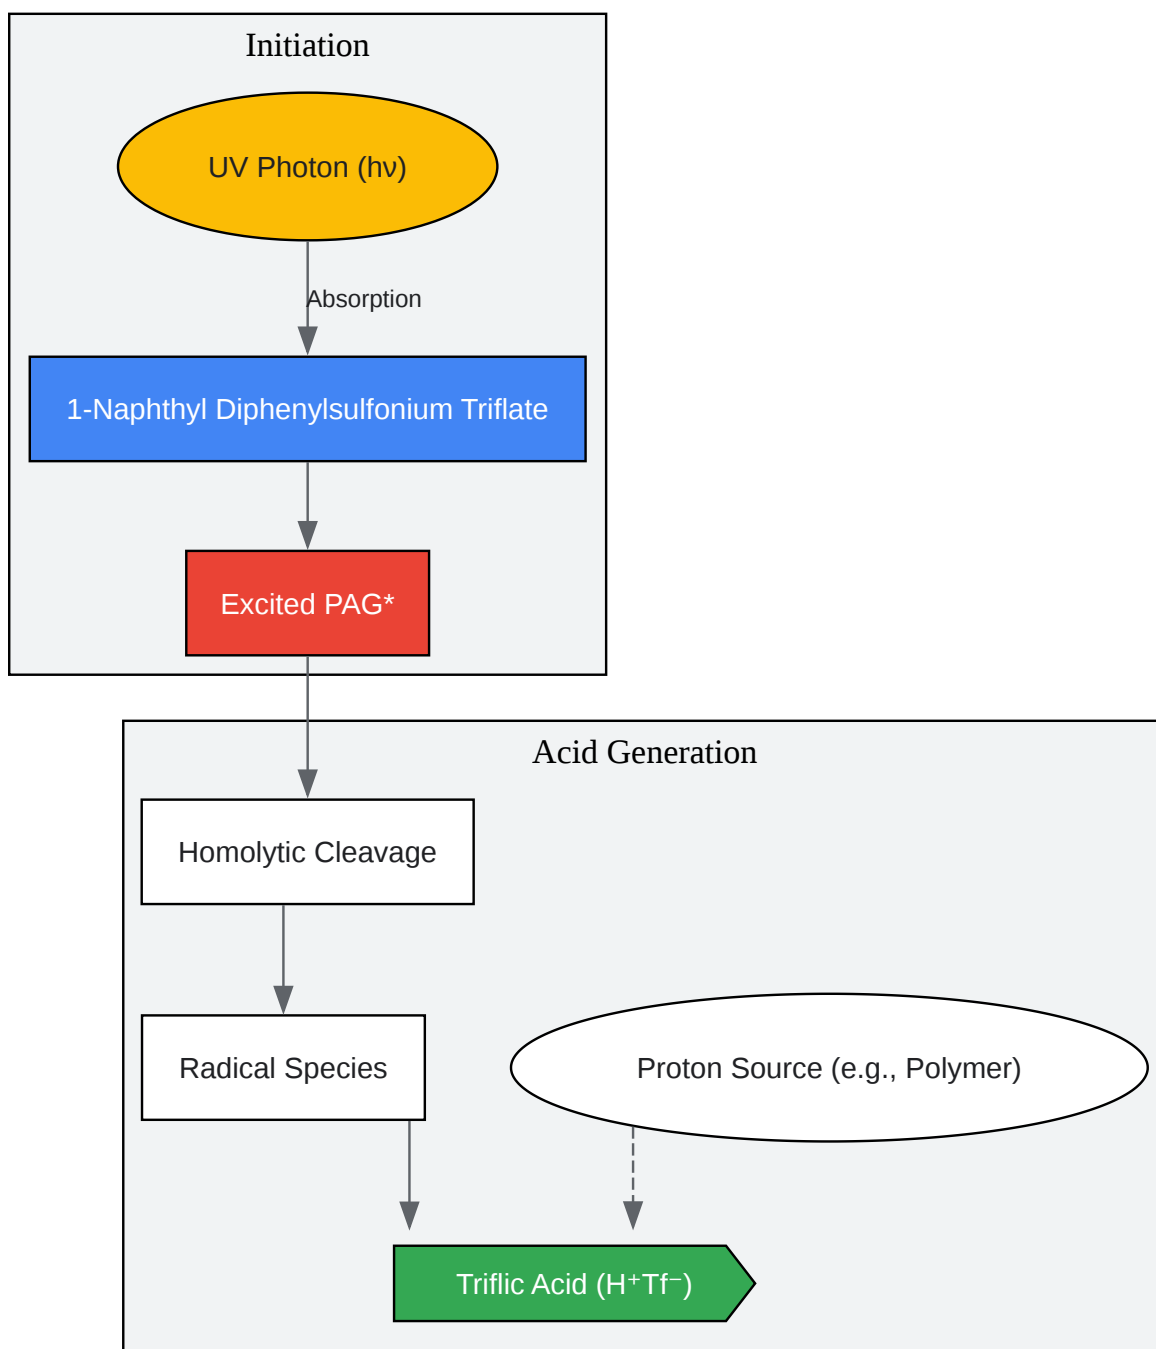 Initiation
UV Photon (hν)
Absorption
1-Naphthyl Diphenylsulfonium Triflate
Excited PAG*
Acid Generation
Homolytic Cleavage
Radical Species
Proton Source (e.g., Polymer)
Triflic Acid (H⁺Tf⁻)